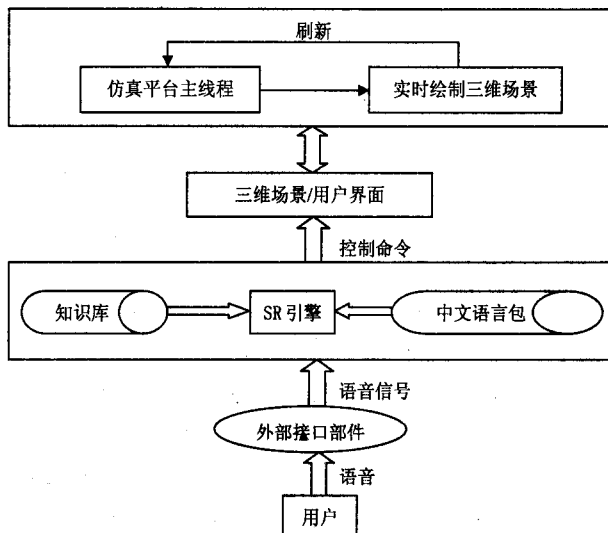 刷新
仿真平台主线程
实时绘制三维场景
三维场景/用户界面
控制命令
知识库
SR 引擎
中文语言包
语音信号
外部接口部件
语音
用户